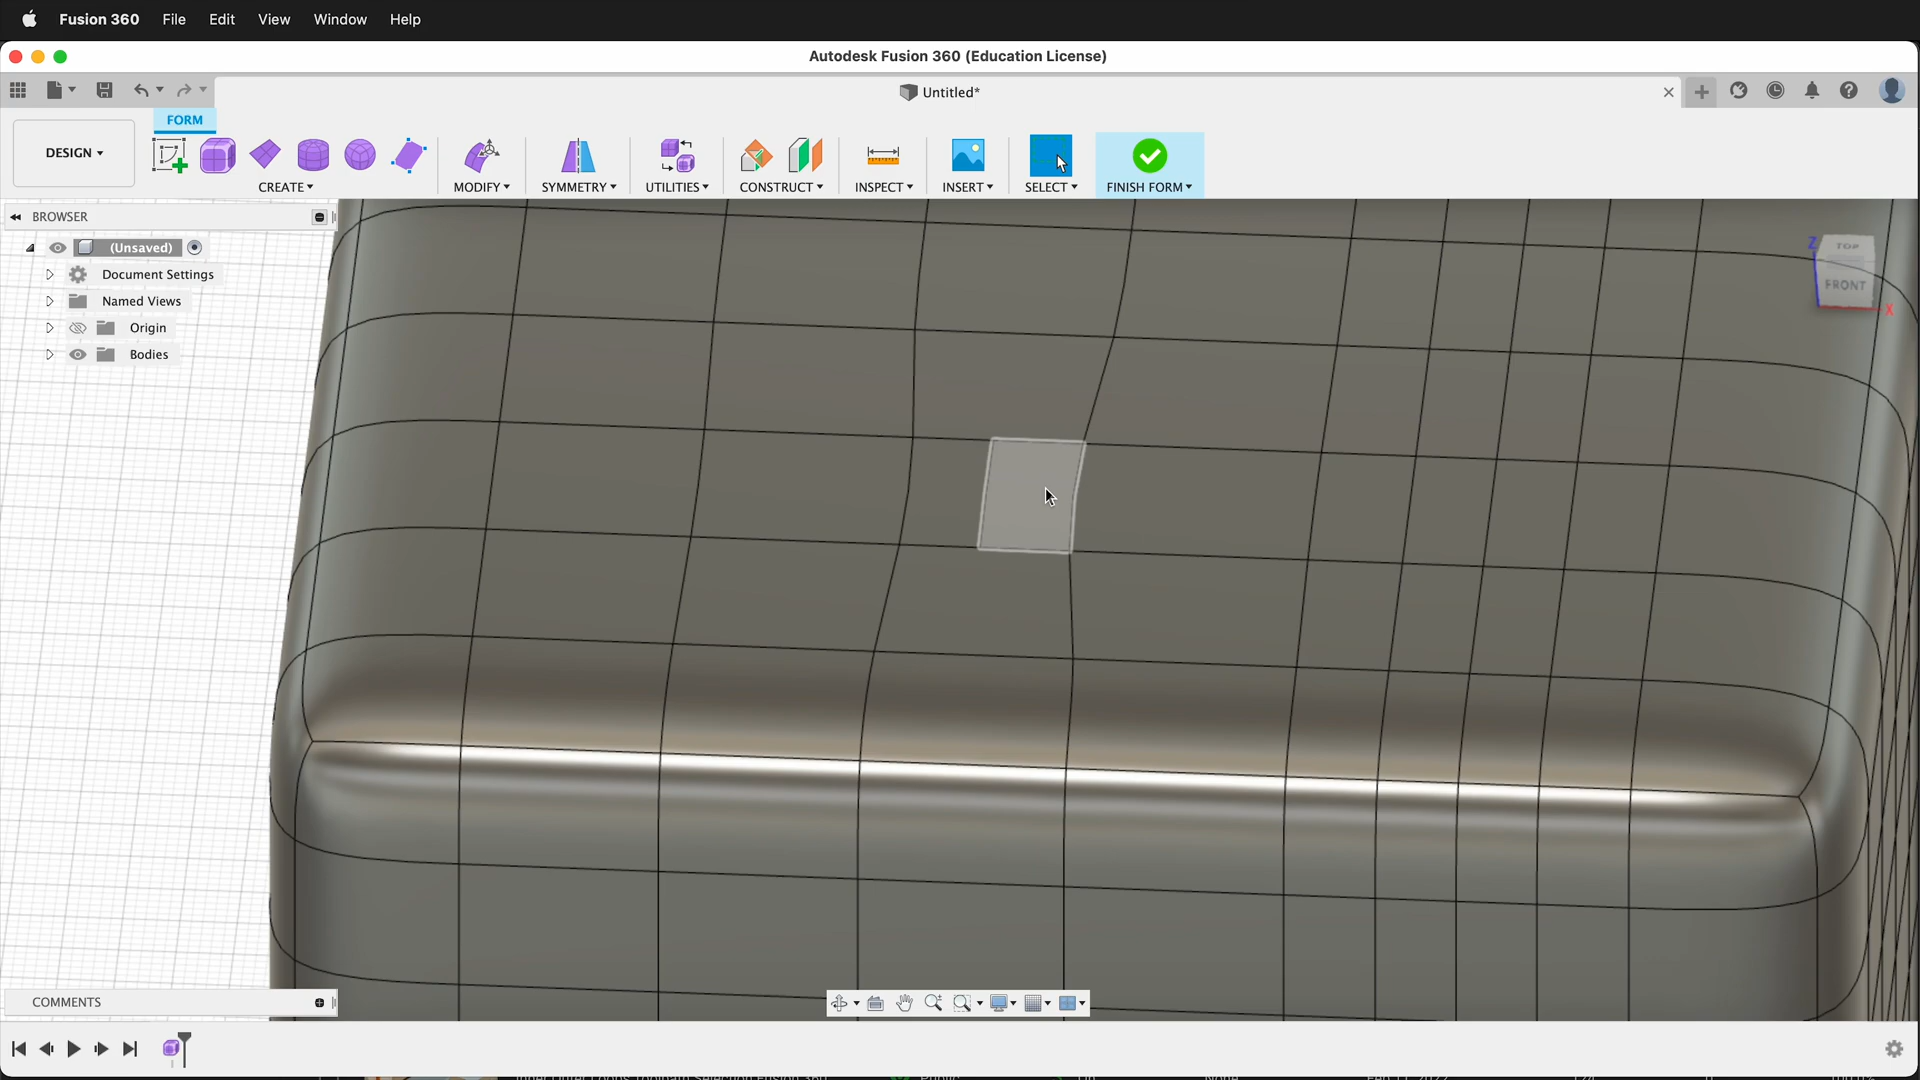 Fusion 360 File Edit View Window Help
Autodesk Fusion 360 (Education License)
Untitled*
FORM
DESIGN
CREATE MODIFY SYMMETRY UTILITIES CONSTRUCT INSPECT INSERT SELECT FINISH FORM
BROWSER
(Unsaved)
Document Settings
Named Views
Origin
Bodies
Z
TOP
FRONT
X
COMMENTS